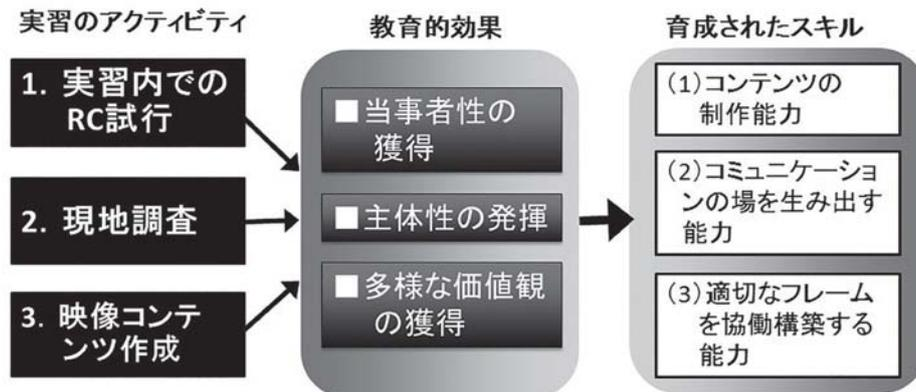 実習のアクティビティ
1. 実習内での
RC試行
2. 現地調査
3. 映像コンテ
ンツ作成
教育的効果
■当事者性の
獲得
■主体性の発揮
■多様な価値観
の獲得
育成されたスキル
(1)コンテンツの
制作能力
(2)コミュニケーショ
ンの場を生み出す
能力
(3)適切なフレーム
を協働構築する
能力